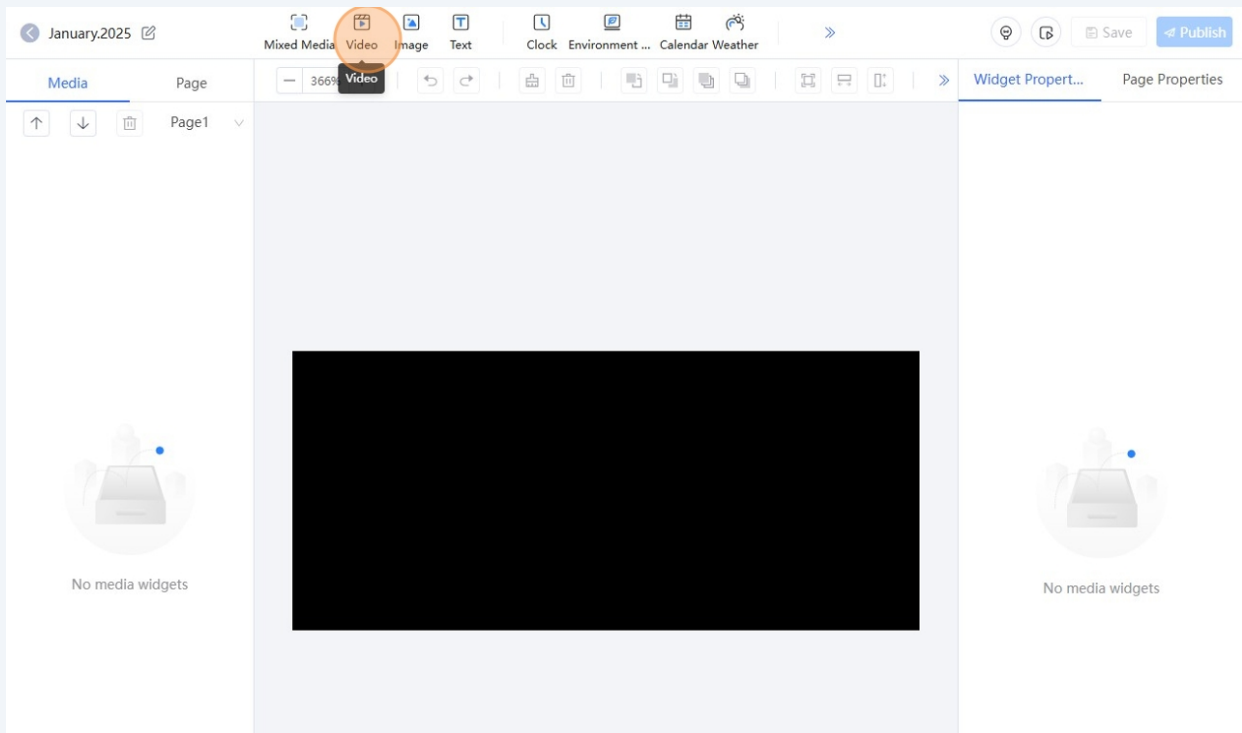 January.2025
Mixed Media Video Image Text Clock Environment ... Calendar Weather
Save Publish
Media Page
366%
Video
Widget Propert... Page Properties
Page1
No media widgets
No media widgets